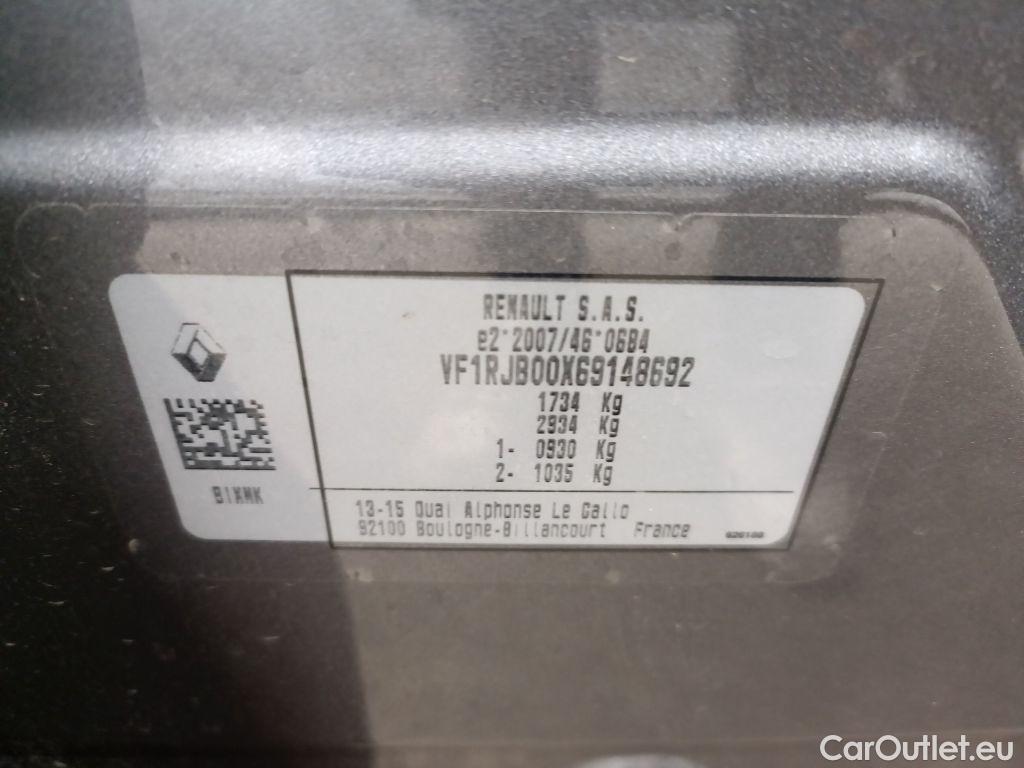 RENAULT S.A.S.
e2*2007/46*0684
VF1RJB00X69148692
1734 Kg
2934 Kg
1- 0930 Kg
2- 1035 Kg
13-15 Quai Alphonse Le Gallo
92100 Boulogne-Billancourt France
CarOutlet.eu